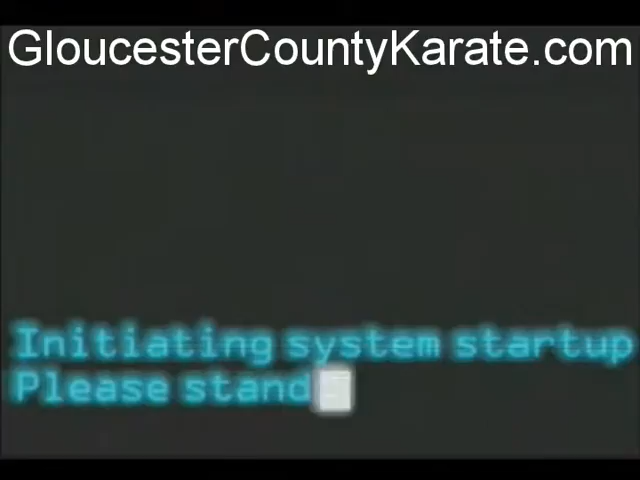 GloucesterCountyKarate.com
Initiating system startup
Please stand